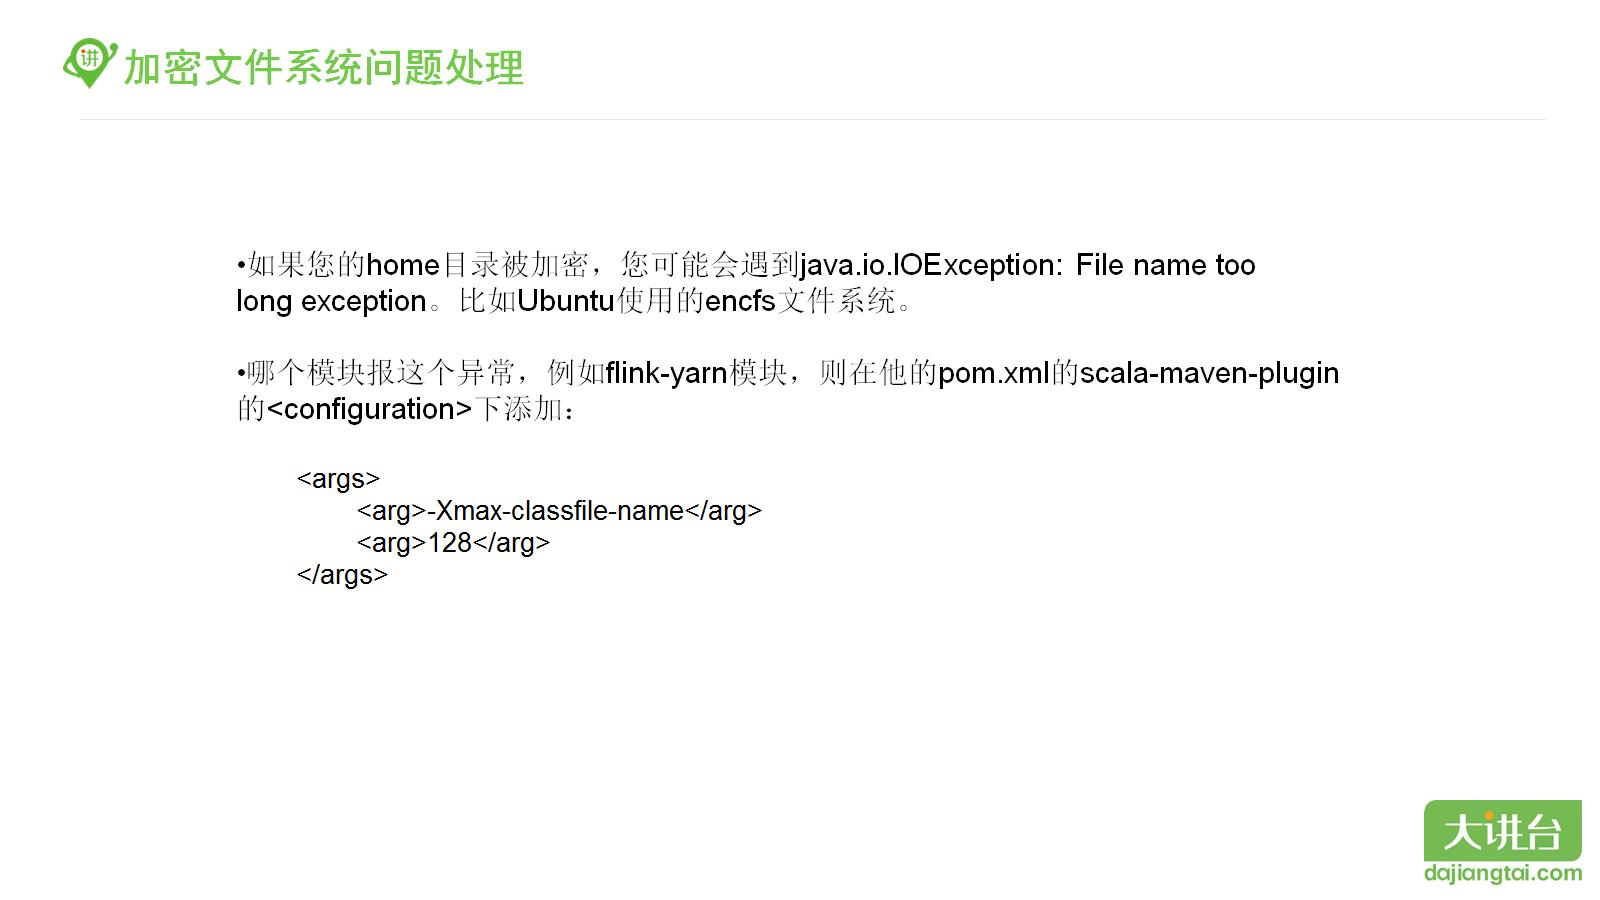 讲 加密文件系统问题处理
•如果您的home目录被加密，您可能会遇到java.io.IOException: File name too
long exception。比如Ubuntu使用的encfs文件系统。
•哪个模块报这个异常，例如flink-yarn模块，则在他的pom.xml的scala-maven-plugin
的<configuration>下添加：
<args>
<arg>-Xmax-classfile-name</arg>
<arg>128</arg>
</args>
大讲台
dajiangtai.com